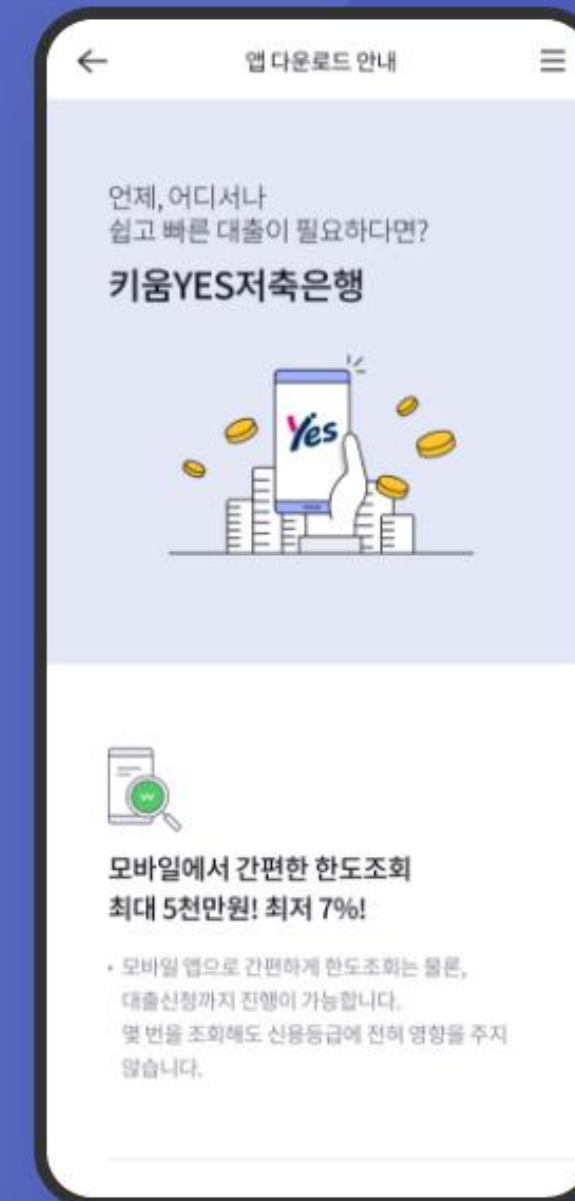 앱 다운로드 안내
언제, 어디서나
쉽고 빠른 대출이 필요하다면?
키움YES저축은행
Yes
모바일에서 간편한 한도조회
최대 5천만원! 최저 7%!
• 모바일 앱으로 간편하게 한도조회는 물론,
대출신청까지 진행이 가능합니다.
몇 번을 조회해도 신용등급에 전혀 영향을 주지
않습니다.